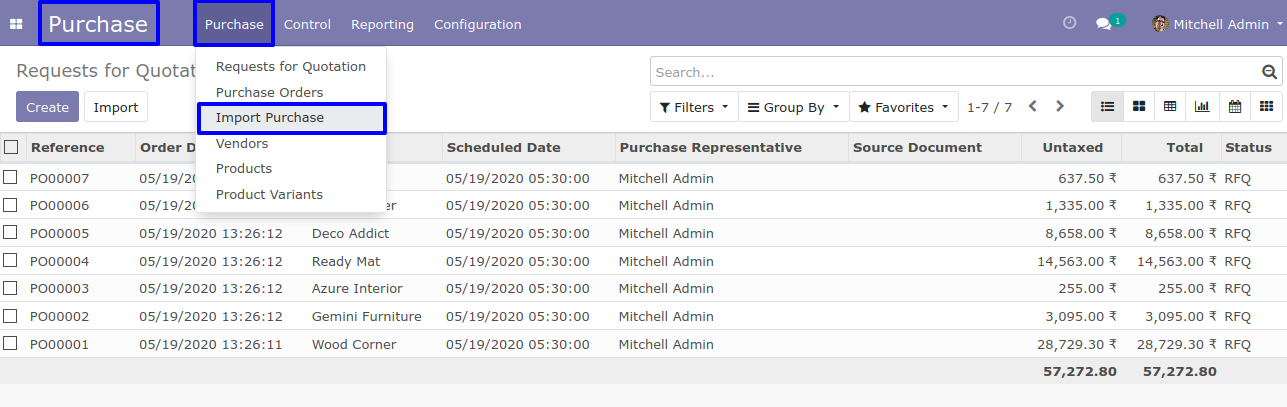 Purchase Purchase Control Reporting Configuration 1 Mitchell Admin
Requests for Quotat
Search...
Create Import
Filters Group By Favorites 1-7 / 7
Requests for Quotation
Purchase Orders
Import Purchase
Vendors
Products
Product Variants
Reference Order D Scheduled Date Purchase Representative Source Document Untaxed Total Status
PO00007 05/19/20 05/19/2020 05:30:00 Mitchell Admin 637.50 ₹ 637.50 ₹ RFQ
PO00006 05/19/20 er 05/19/2020 05:30:00 Mitchell Admin 1,335.00 ₹ 1,335.00 ₹ RFQ
PO00005 05/19/2020 13:26:12 Deco Addict 05/19/2020 05:30:00 Mitchell Admin 8,658.00 ₹ 8,658.00 ₹ RFQ
PO00004 05/19/2020 13:26:12 Ready Mat 05/19/2020 05:30:00 Mitchell Admin 14,563.00 ₹ 14,563.00 ₹ RFQ
PO00003 05/19/2020 13:26:12 Azure Interior 05/19/2020 05:30:00 Mitchell Admin 255.00 ₹ 255.00 ₹ RFQ
PO00002 05/19/2020 13:26:12 Gemini Furniture 05/19/2020 05:30:00 Mitchell Admin 3,095.00 ₹ 3,095.00 ₹ RFQ
PO00001 05/19/2020 13:26:11 Wood Corner 05/19/2020 05:30:00 Mitchell Admin 28,729.30 ₹ 28,729.30 ₹ RFQ
57,272.80 57,272.80